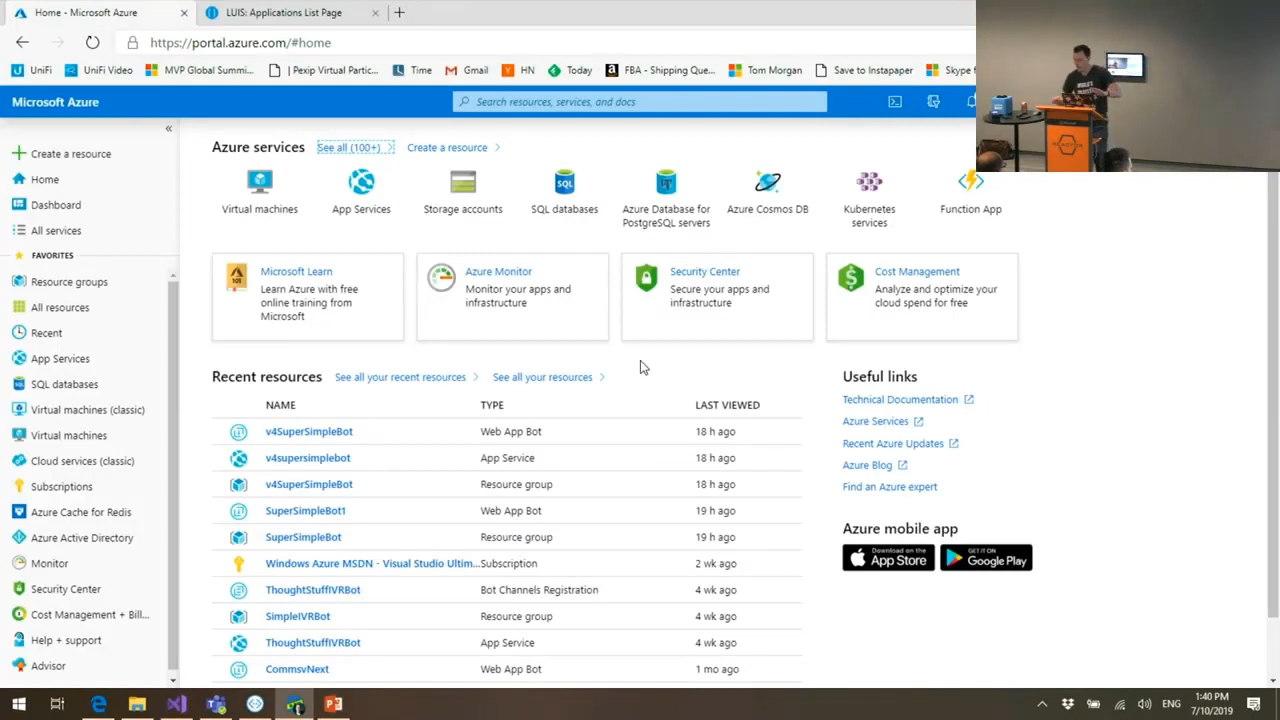 Home - Microsoft Azure
LUIS: Applications List Page
https://portal.azure.com/#home
UniFi
UniFi Video
MVP Global Summi...
| Pexip Virtual Partic...
Time
Gmail
HN
Today
FBA - Shipping Que...
Tom Morgan
Save to Instapaper
Skype f
Microsoft Azure
Search resources, services, and docs
Create a resource
Home
Dashboard
All services
FAVORITES
Resource groups
All resources
Recent
App Services
SQL databases
Virtual machines (classic)
Virtual machines
Cloud services (classic)
Subscriptions
Azure Cache for Redis
Azure Active Directory
Monitor
Security Center
Cost Management + Bill...
Help + support
Advisor
Azure services
See all (100+)
Create a resource
Virtual machines
App Services
Storage accounts
SQL
SQL databases
Azure Database for
PostgreSQL servers
Azure Cosmos DB
Kubernetes
services
Function App
Microsoft Learn
Learn Azure with free
online training from
Microsoft
Azure Monitor
Monitor your apps and
infrastructure
Security Center
Secure your apps and
infrastructure
Cost Management
Analyze and optimize your
cloud spend for free
Recent resources
See all your recent resources
See all your resources
NAME TYPE LAST VIEWED
v4SuperSimpleBot Web App Bot 18 h ago
v4supersimplebot App Service 18 h ago
v4SuperSimpleBot Resource group 18 h ago
SuperSimpleBot1 Web App Bot 19 h ago
SuperSimpleBot Resource group 19 h ago
Windows Azure MSDN - Visual Studio Ultim... Subscription 2 wk ago
ThoughtStuffIVRBot Bot Channels Registration 4 wk ago
SimpleIVRBot Resource group 4 wk ago
ThoughtStuffIVRBot App Service 4 wk ago
CommsvNext Web App Bot 1 mo ago
Useful links
Technical Documentation
Azure Services
Recent Azure Updates
Azure Blog
Find an Azure expert
Azure mobile app
Download on the
App Store
GET IT ON
Google Play
REACTOR
ENG
1:40 PM
7/10/2019